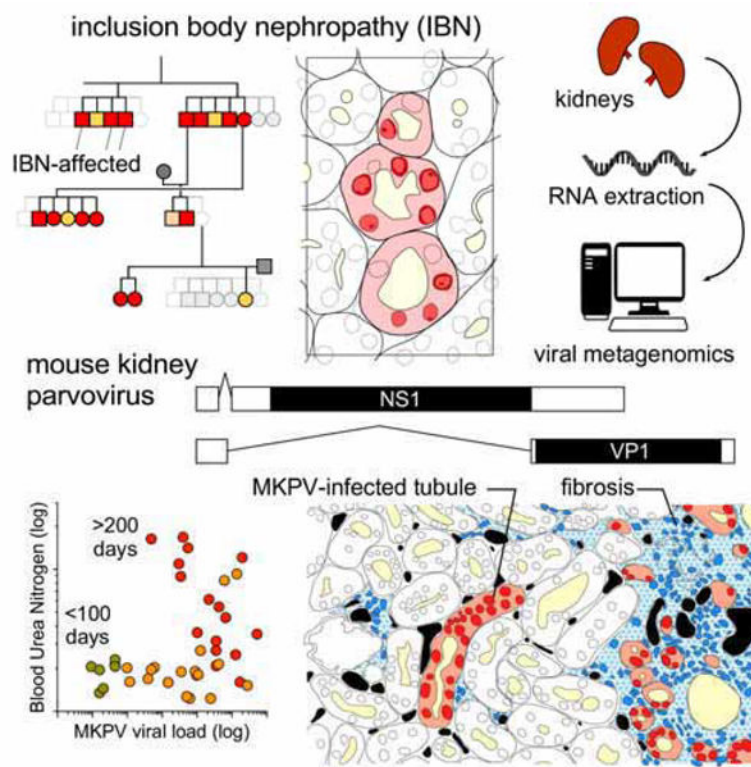 inclusion body nephropathy (IBN)
IBN-affected
kidneys
RNA extraction
viral metagenomics
mouse kidney
parvovirus
NS1
VP1
MKPV-infected tubule
fibrosis
>200
days
<100
days
Blood Urea Nitrogen (log)
MKPV viral load (log)